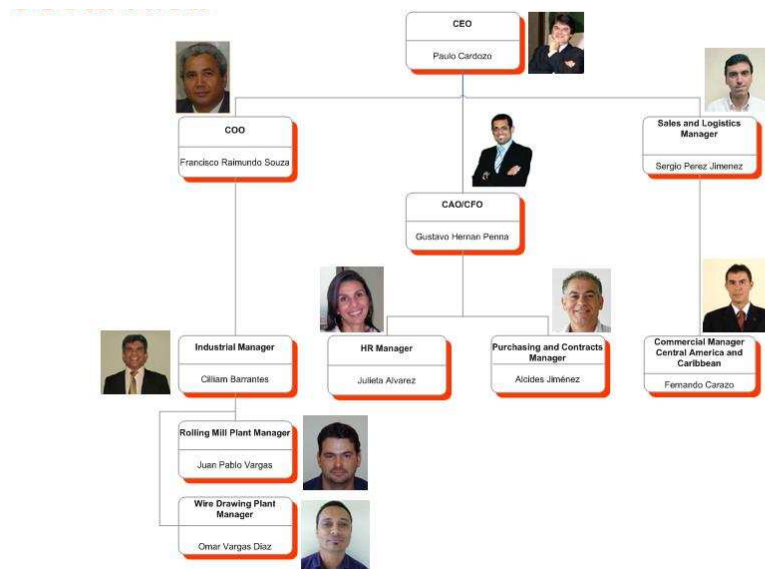 CEO
Paulo Cardozo
COO
Francisco Raimundo Souza
Sales and Logistics
Manager
Sergio Perez Jimenez
CAO/CFO
Gustavo Hernan Penna
Industrial Manager
Cilliam Barrantes
HR Manager
Julieta Alvarez
Purchasing and Contracts
Manager
Alcides Jiménez
Commercial Manager
Central America and
Caribbean
Fernando Carazo
Rolling Mill Plant Manager
Juan Pablo Vargas
Wire Drawing Plant
Manager
Omar Vargas Diaz